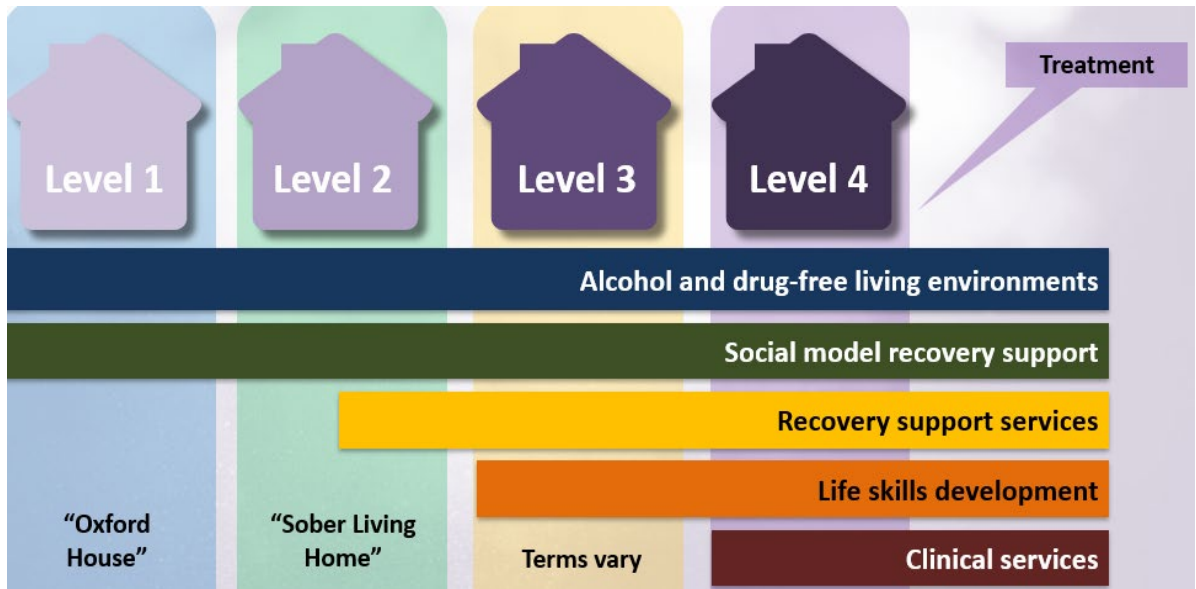 Treatment
Level 1
Level 2
Level 3
Level 4
Alcohol and drug-free living environments
Social model recovery support
Recovery support services
Life skills development
“Oxford
House”
“Sober Living
Home”
Terms vary
Clinical services